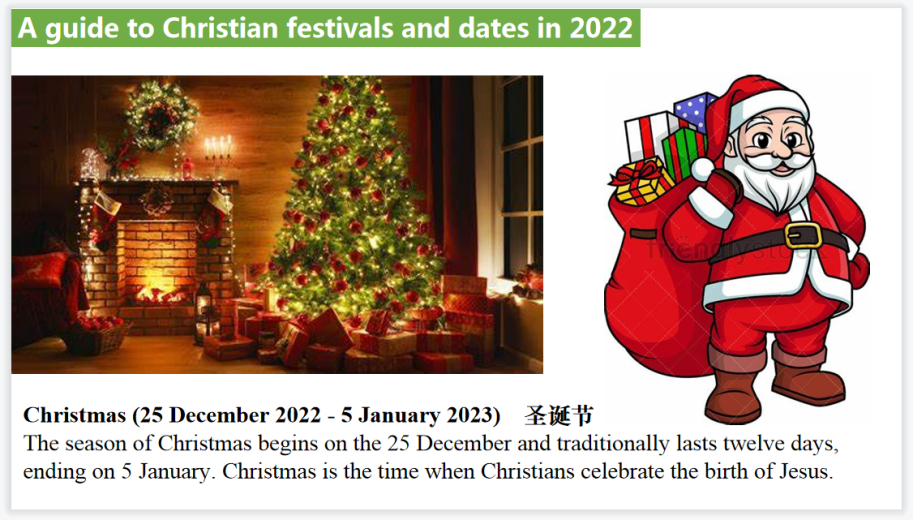 A guide to Christian festivals and dates in 2022
friendlystock
Christmas (25 December 2022 - 5 January 2023) 圣诞节
The season of Christmas begins on the 25 December and traditionally lasts twelve days,
ending on 5 January. Christmas is the time when Christians celebrate the birth of Jesus.